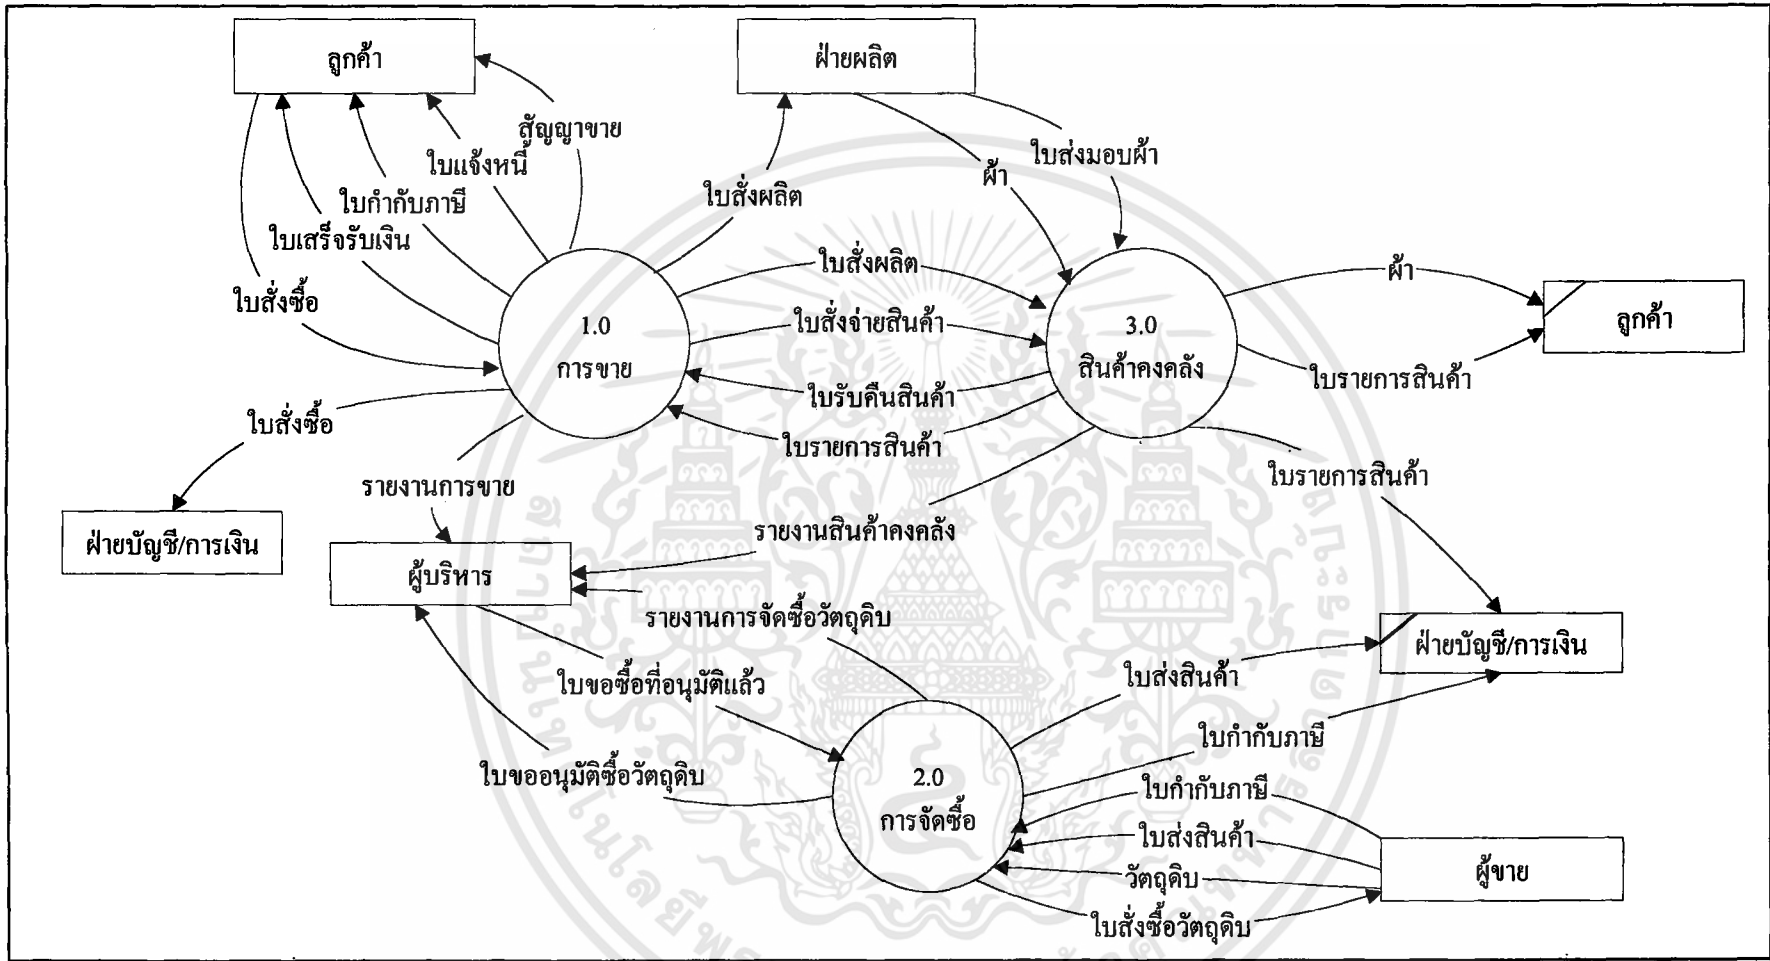 ลูกค้า
ฝ่ายผลิต
สัญญาขาย
ใบแจ้งหนี้
ใบกำกับภาษี
ใบเสร็จรับเงิน
ใบสั่งซื้อ
ใบสั่งผลิต
ผ้า
ใบส่งมอบผ้า
ใบสั่งผลิต
ใบสั่งจ่ายสินค้า
ใบรับคืนสินค้า
ใบรายการสินค้า
1.0
การขาย
3.0
สินค้าคงคลัง
ผ้า
ลูกค้า
ใบรายการสินค้า
ใบสั่งซื้อ
รายงานการขาย
ใบรายการสินค้า
ฝ่ายบัญชี/การเงิน
รายงานสินค้าคงคลัง
ผู้บริหาร
รายงานการจัดซื้อวัตถุดิบ
ฝ่ายบัญชี/การเงิน
ใบขอซื้อที่อนุมัติแล้ว
ใบส่งสินค้า
ใบขออนุมัติซื้อวัตถุดิบ
ใบกำกับภาษี
2.0
การจัดซื้อ
ใบกำกับภาษี
ใบส่งสินค้า
วัตถุดิบ
ใบสั่งซื้อวัตถุดิบ
ผู้ขาย